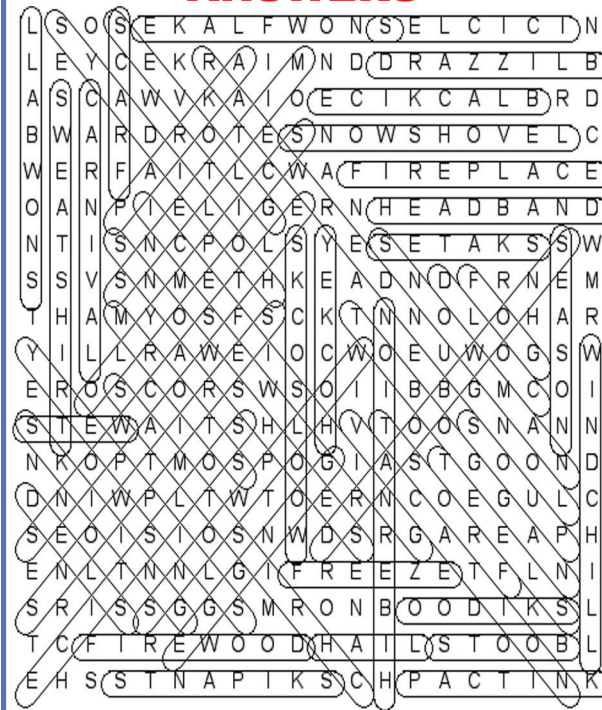 ANSWERS
L S O S E K A L F W O N S E L C I C I N
L E Y C E K R A I M N D D R A Z Z I L B
A S C A W V K A I O E C I K C A L B R D
B W A R D R O T E S N O W S H O V E L C
W E R F A I T L C W A F I R E P L A C E
O A N P I E L I G E R N H E A D B A N D
N T I S N C P O L S Y E S E T A K S S W
S S V S N M E T H K E A D N D F R N E M
T H A M Y O S F S C K T N N O L O H A R
Y I L L R A W E I O C W O E U W O G S W
E R O S C O R S W S O I I B B G M C O I
S T E W A I T S H L H V T O O S N A N N
N K O P T M O S P O G I A S T G O O N D
D N I W P L T W T O E R N C O E G U L C
S E O I S I O S N W D S R G A R E A P H
E N L T N N L G I F R E E Z E T F L N I
S R I S S G G S M R O N B O O D I K S L
T C F I R E W O O D H A I L S T O O B L
E H S S T N A P I K S C H P A C T I N K